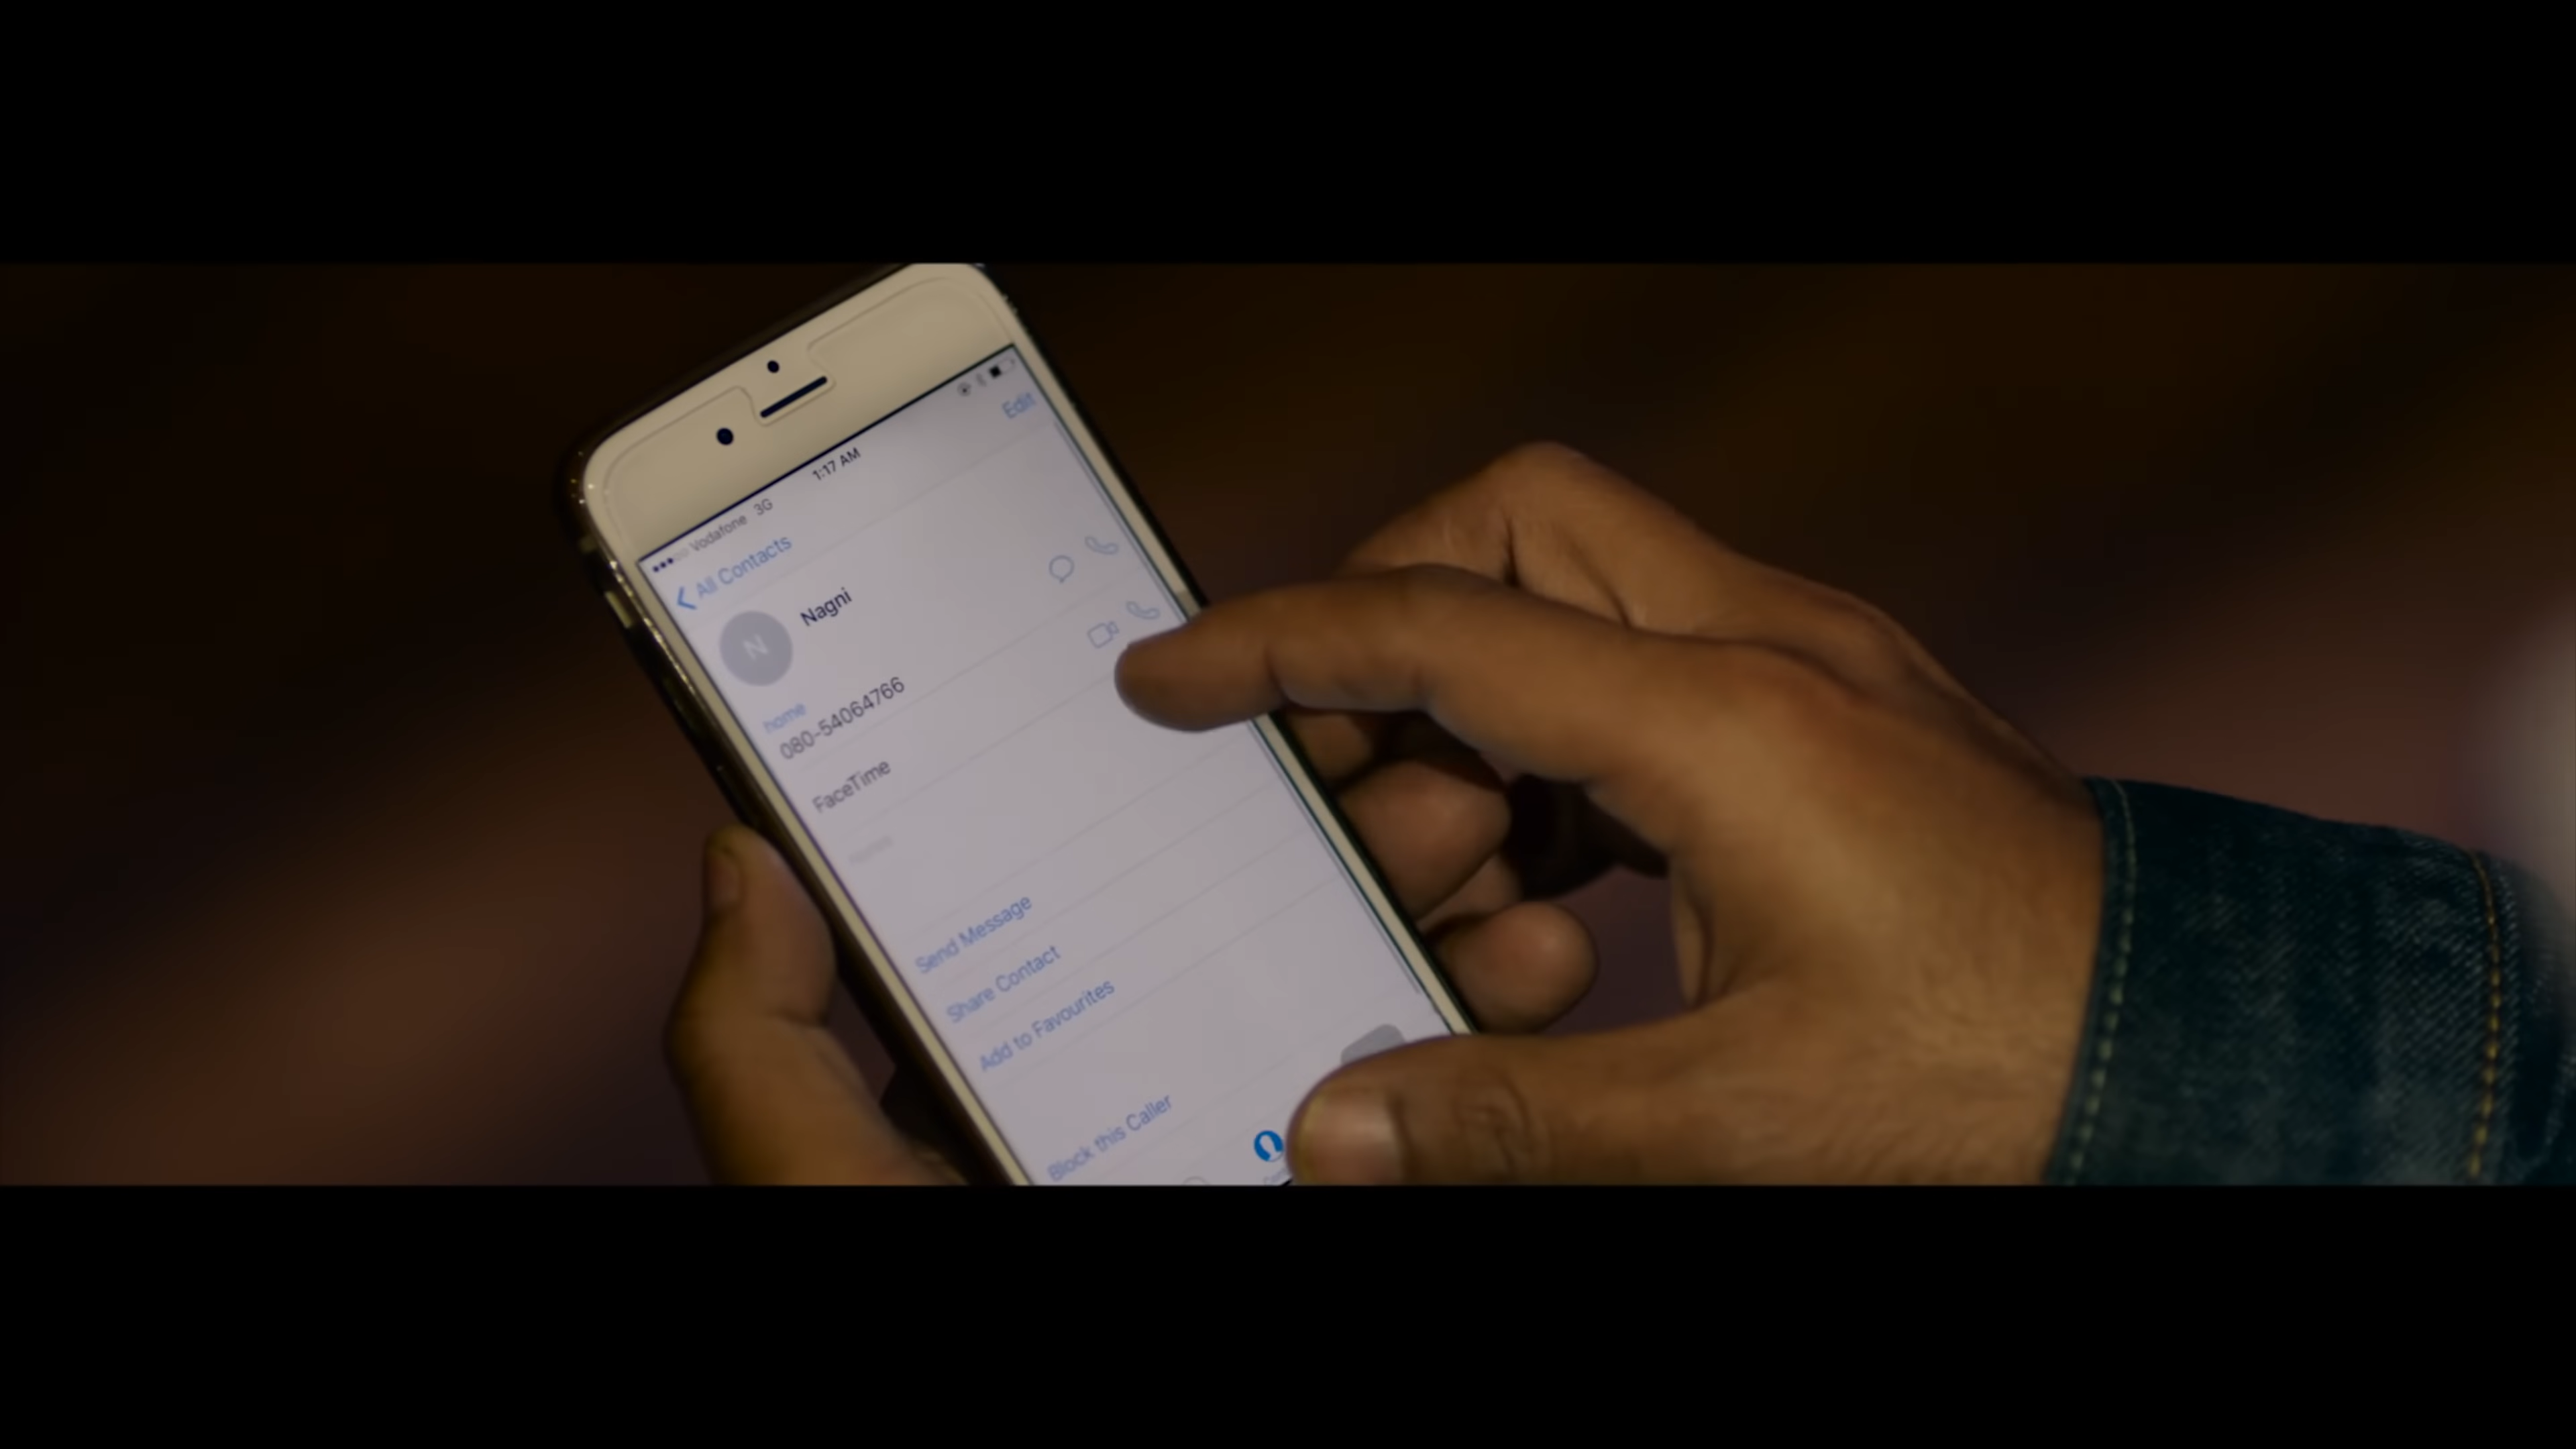 Vodafone 3G 1:17 AM
All Contacts Edit
N
Nagni
home
080-54064766
FaceTime
Notes
Send Message
Share Contact
Add to Favourites
Block this Caller